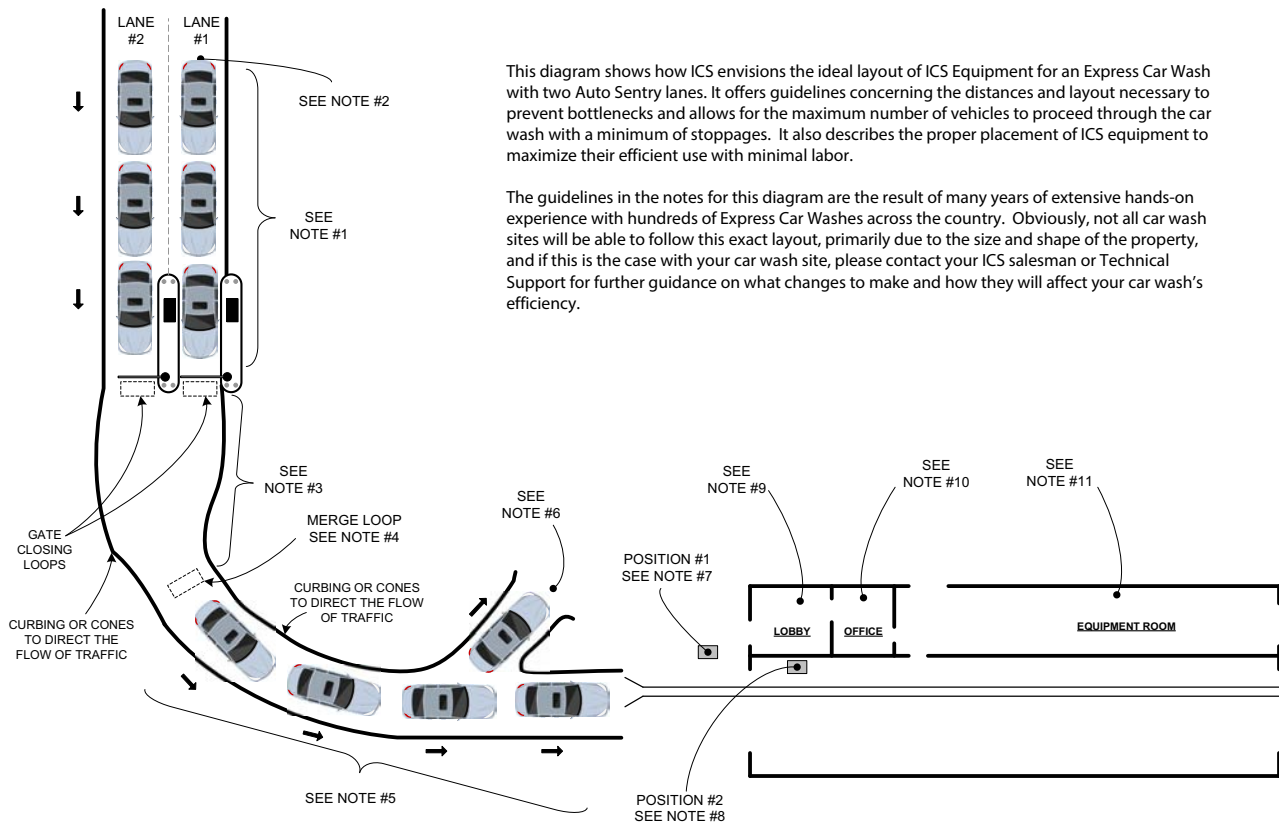 LANE
#2
LANE
#1
SEE NOTE #2
This diagram shows how ICS envisions the ideal layout of ICS Equipment for an Express Car Wash
with two Auto Sentry lanes. It offers guidelines concerning the distances and layout necessary to
prevent bottlenecks and allows for the maximum number of vehicles to proceed through the car
wash with a minimum of stoppages. It also describes the proper placement of ICS equipment to
maximize their efficient use with minimal labor.
The guidelines in the notes for this diagram are the result of many years of extensive hands-on
experience with hundreds of Express Car Washes across the country. Obviously, not all car wash
sites will be able to follow this exact layout, primarily due to the size and shape of the property,
and if this is the case with your car wash site, please contact your ICS salesman or Technical
Support for further guidance on what changes to make and how they will affect your car wash's
efficiency.
SEE
NOTE #1
SEE
NOTE #3
GATE
CLOSING
LOOPS
MERGE LOOP
SEE NOTE #4
CURBING OR CONES
TO DIRECT THE
FLOW OF TRAFFIC
CURBING OR CONES
TO DIRECT THE FLOW
OF TRAFFIC
SEE
NOTE #6
POSITION #1
SEE NOTE #7
SEE
NOTE #9
SEE
NOTE #10
SEE
NOTE #11
LOBBY
OFFICE
EQUIPMENT ROOM
SEE NOTE #5
POSITION #2
SEE NOTE #8